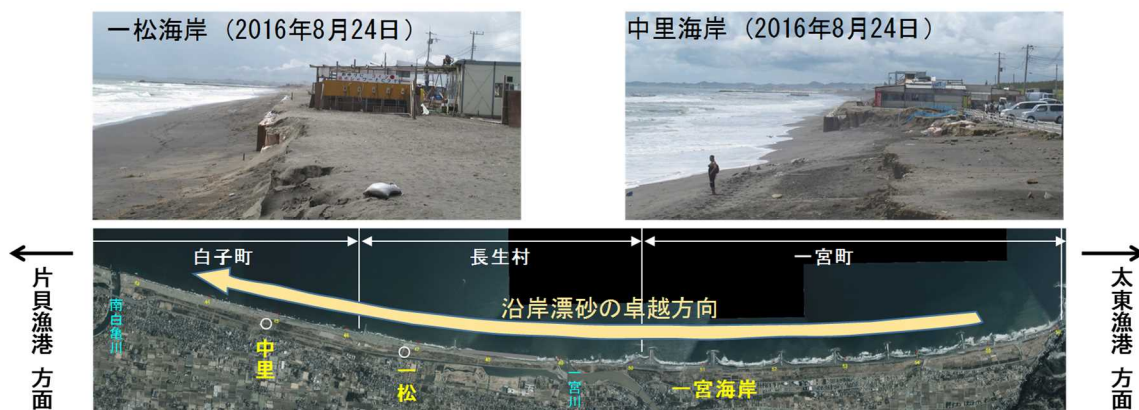 一松海岸（2016年8月24日）
中里海岸（2016年8月24日）
白子町
長生村
一宮町
片貝漁港 方面
太東漁港 方面
沿岸漂砂の卓越方向
南白亀川
中里
一松
一宮川
一宮海岸